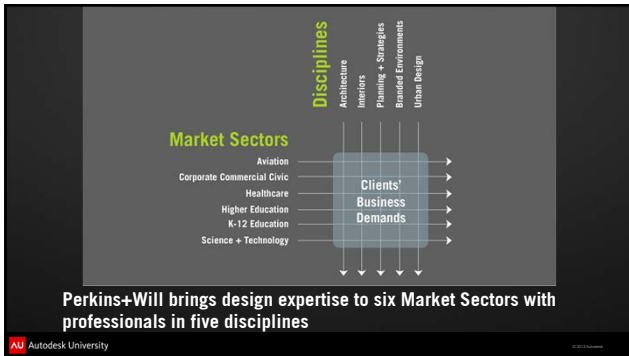 Disciplines
Architecture
Interiors
Planning + Strategies
Branded Environments
Urban Design
Market Sectors
Aviation
Corporate Commercial Civic
Healthcare
Higher Education
K-12 Education
Science + Technology
Clients'
Business
Demands
Perkins+Will brings design expertise to six Market Sectors with
professionals in five disciplines
AU Autodesk University
© 2013 Autodesk